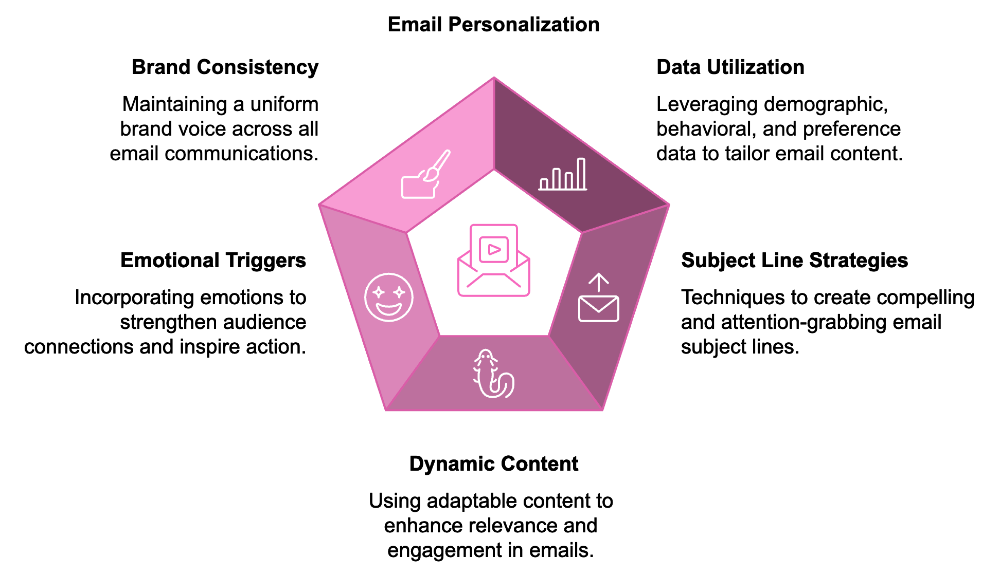 Email Personalization
Brand Consistency
Maintaining a uniform
brand voice across all
email communications.
Data Utilization
Leveraging demographic,
behavioral, and preference
data to tailor email content.
Emotional Triggers
Incorporating emotions to
strengthen audience
connections and inspire action.
Subject Line Strategies
Techniques to create compelling
and attention-grabbing email
subject lines.
Dynamic Content
Using adaptable content to
enhance relevance and
engagement in emails.